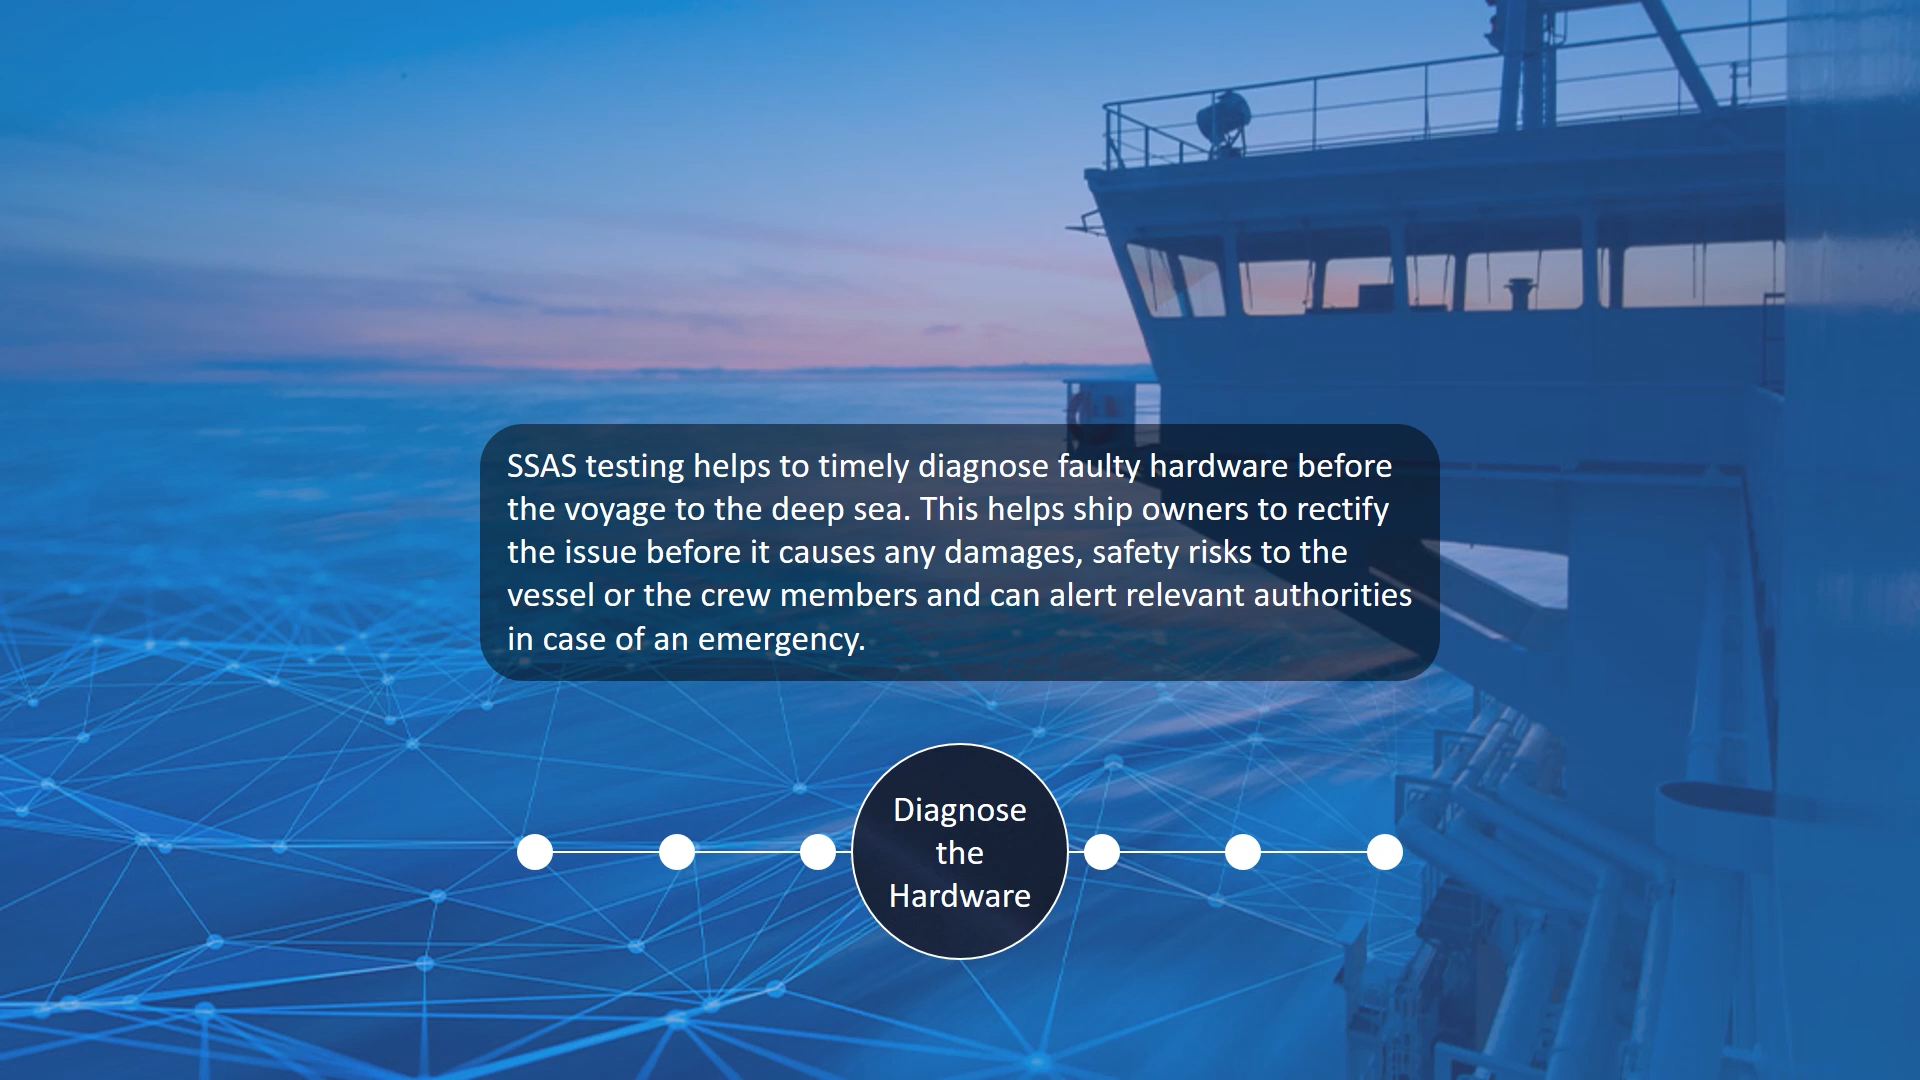 SSAS testing helps to timely diagnose faulty hardware before
the voyage to the deep sea. This helps ship owners to rectify
the issue before it causes any damages, safety risks to the
vessel or the crew members and can alert relevant authorities
in case of an emergency.
Diagnose
the
Hardware